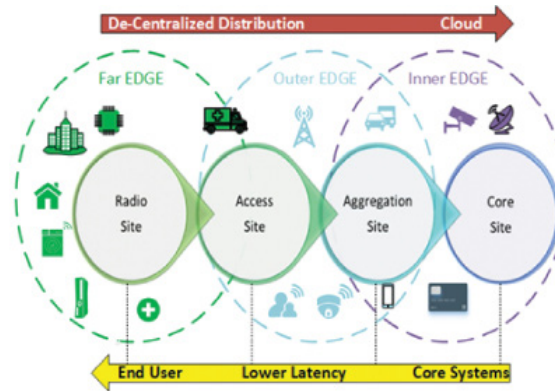 De-Centralized Distribution Cloud
Far EDGE Outer EDGE Inner EDGE
Radio Access Aggregation Core
Site Site Site Site
End User Lower Latency Core Systems